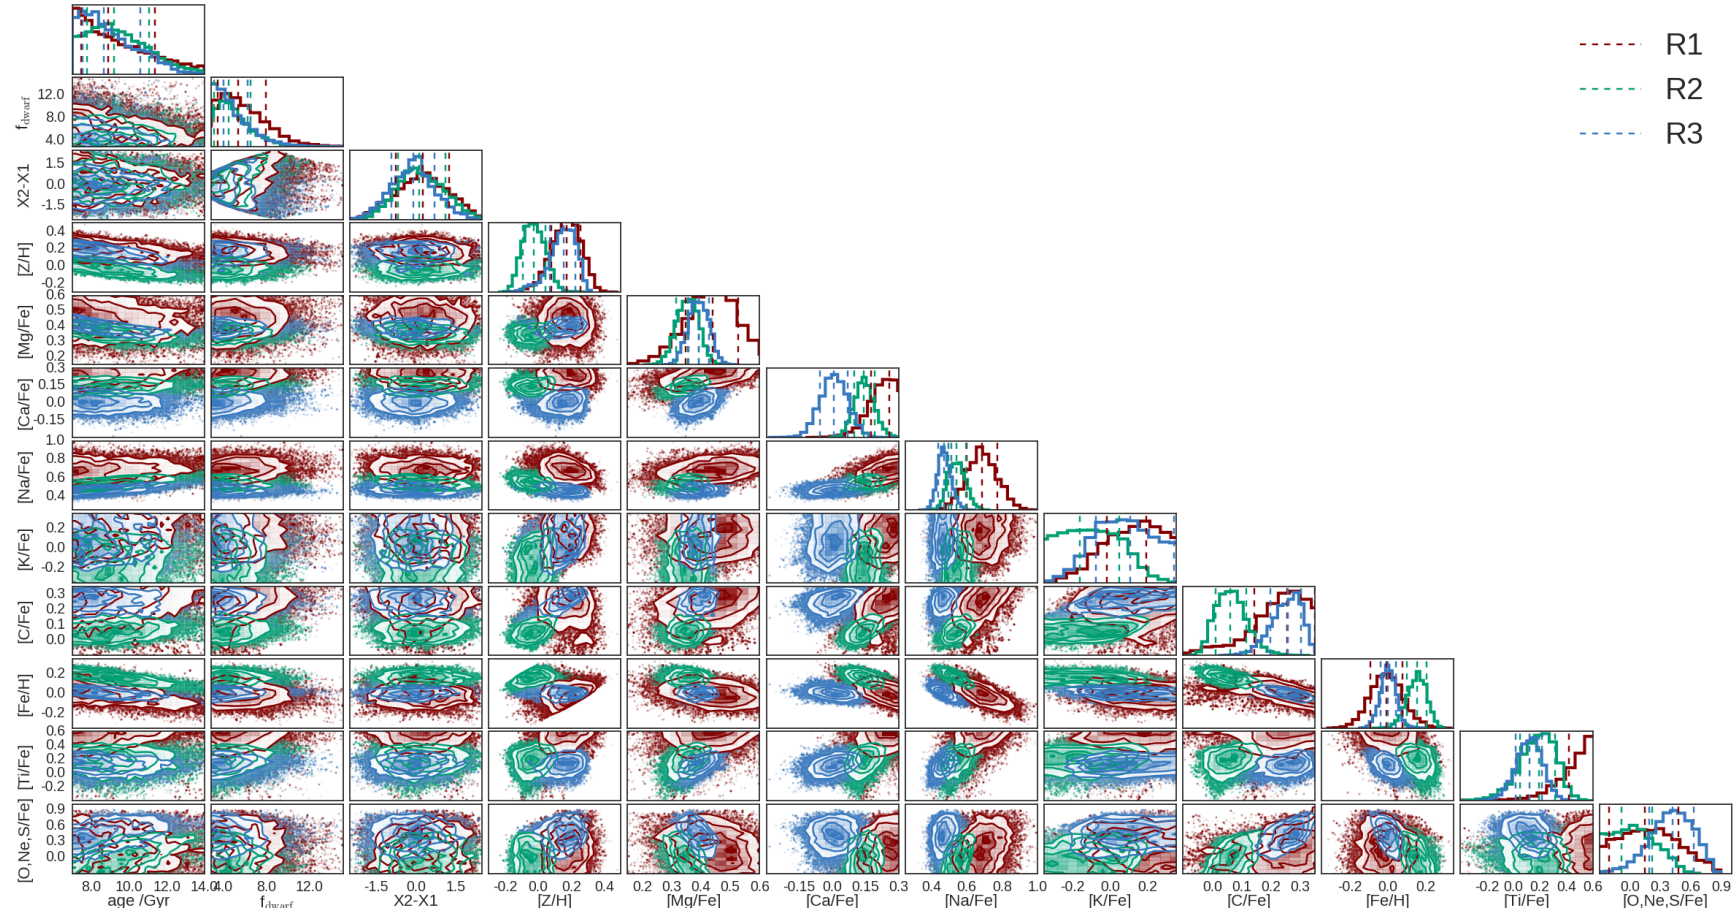 R1
R2
R3
f_dwarf
12.0
8.0
4.0
X2-X1
1.5
0.0
-1.5
[Z/H]
0.4
0.2
0.0
-0.2
[Mg/Fe]
0.6
0.5
0.4
0.3
0.2
[Ca/Fe]
0.3
0.15
0.0
-0.15
[Na/Fe]
1.0
0.8
0.6
0.4
[K/Fe]
0.2
0.0
-0.2
[C/Fe]
0.3
0.2
0.1
0.0
[Fe/H]
0.2
0.0
-0.2
[Ti/Fe]
0.6
0.4
0.2
0.0
-0.2
[O,Ne,S/Fe]
0.9
0.6
0.3
0.0
8.0 10.0 12.0 14.0 4.0 8.0 12.0 -1.5 0.0 1.5 -0.2 0.0 0.2 0.4 0.2 0.3 0.4 0.5 0.6 -0.15 0.0 0.15 0.3 0.4 0.6 0.8 1.0 -0.2 0.0 0.2 0.0 0.1 0.2 0.3 -0.2 0.0 0.2 -0.2 0.0 0.2 0.4 0.6 0.0 0.3 0.6 0.9
age /Gyr f_dwarf X2-X1 [Z/H] [Mg/Fe] [Ca/Fe] [Na/Fe] [K/Fe] [C/Fe] [Fe/H] [Ti/Fe] [O,Ne,S/Fe]